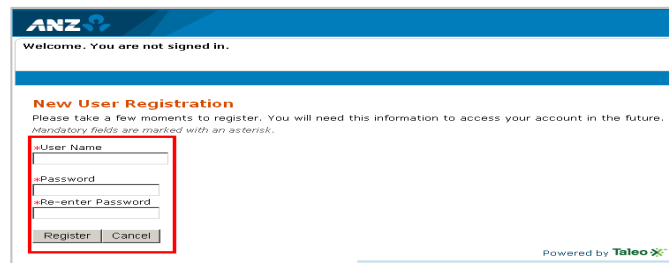 ANZ
Welcome. You are not signed in.
New User Registration
Please take a few moments to register. You will need this information to access your account in the future.
Mandatory fields are marked with an asterisk.
*User Name
*Password
*Re-enter Password
Register Cancel
Powered by Taleo